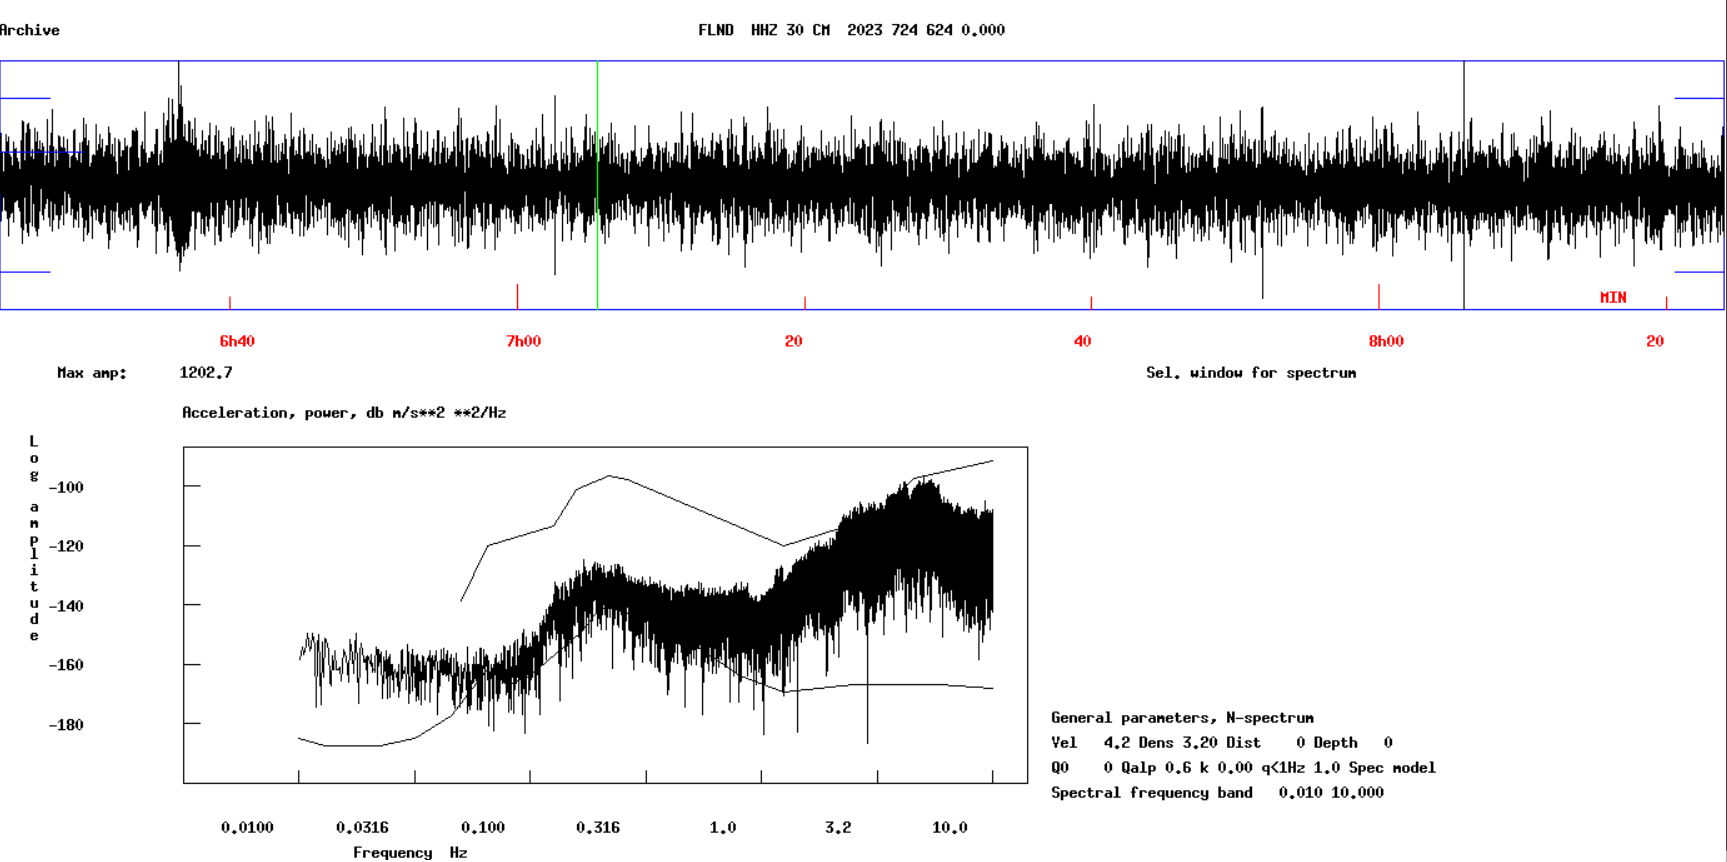 Archive
FLND  HHZ 30 CM  2023 724 624 0.000
MIN
6h40 7h00 20 40 8h00 20
Max amp: 1202.7 Sel. window for spectrum
Acceleration, power, db m/s**2 **2/Hz
Log amplitude
-100
-120
-140
-160
-180
General parameters, N-spectrum
Vel   4.2 Dens 3.20 Dist    0 Depth   0
Q0    0 Qalp 0.6 k 0.00 q<1Hz 1.0 Spec model
Spectral frequency band   0.010 10.000
0.0100 0.0316 0.100 0.316 1.0 3.2 10.0
Frequency  Hz